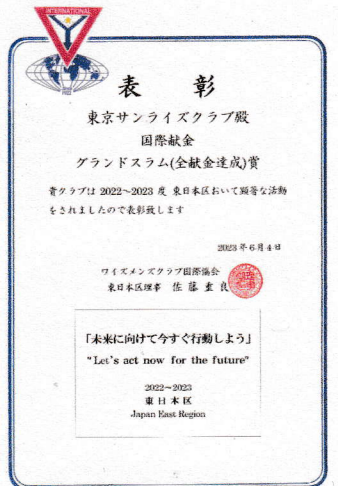 INTERNATIONAL
Y
表彰
東京サンライズクラブ殿
国際献金
グランドスラム(全献金達成)賞
貴クラブは 2022〜2023 度 東日本区おいて顕著な活動
をされましたので表彰致します
2023 年 6 月 4 日
ワイズメンズクラブ国際協会
東日本区理事 佐藤重良
「未来に向けて今すぐ行動しよう」
"Let's act now for the future"
2022〜2023
東日本区
Japan East Region